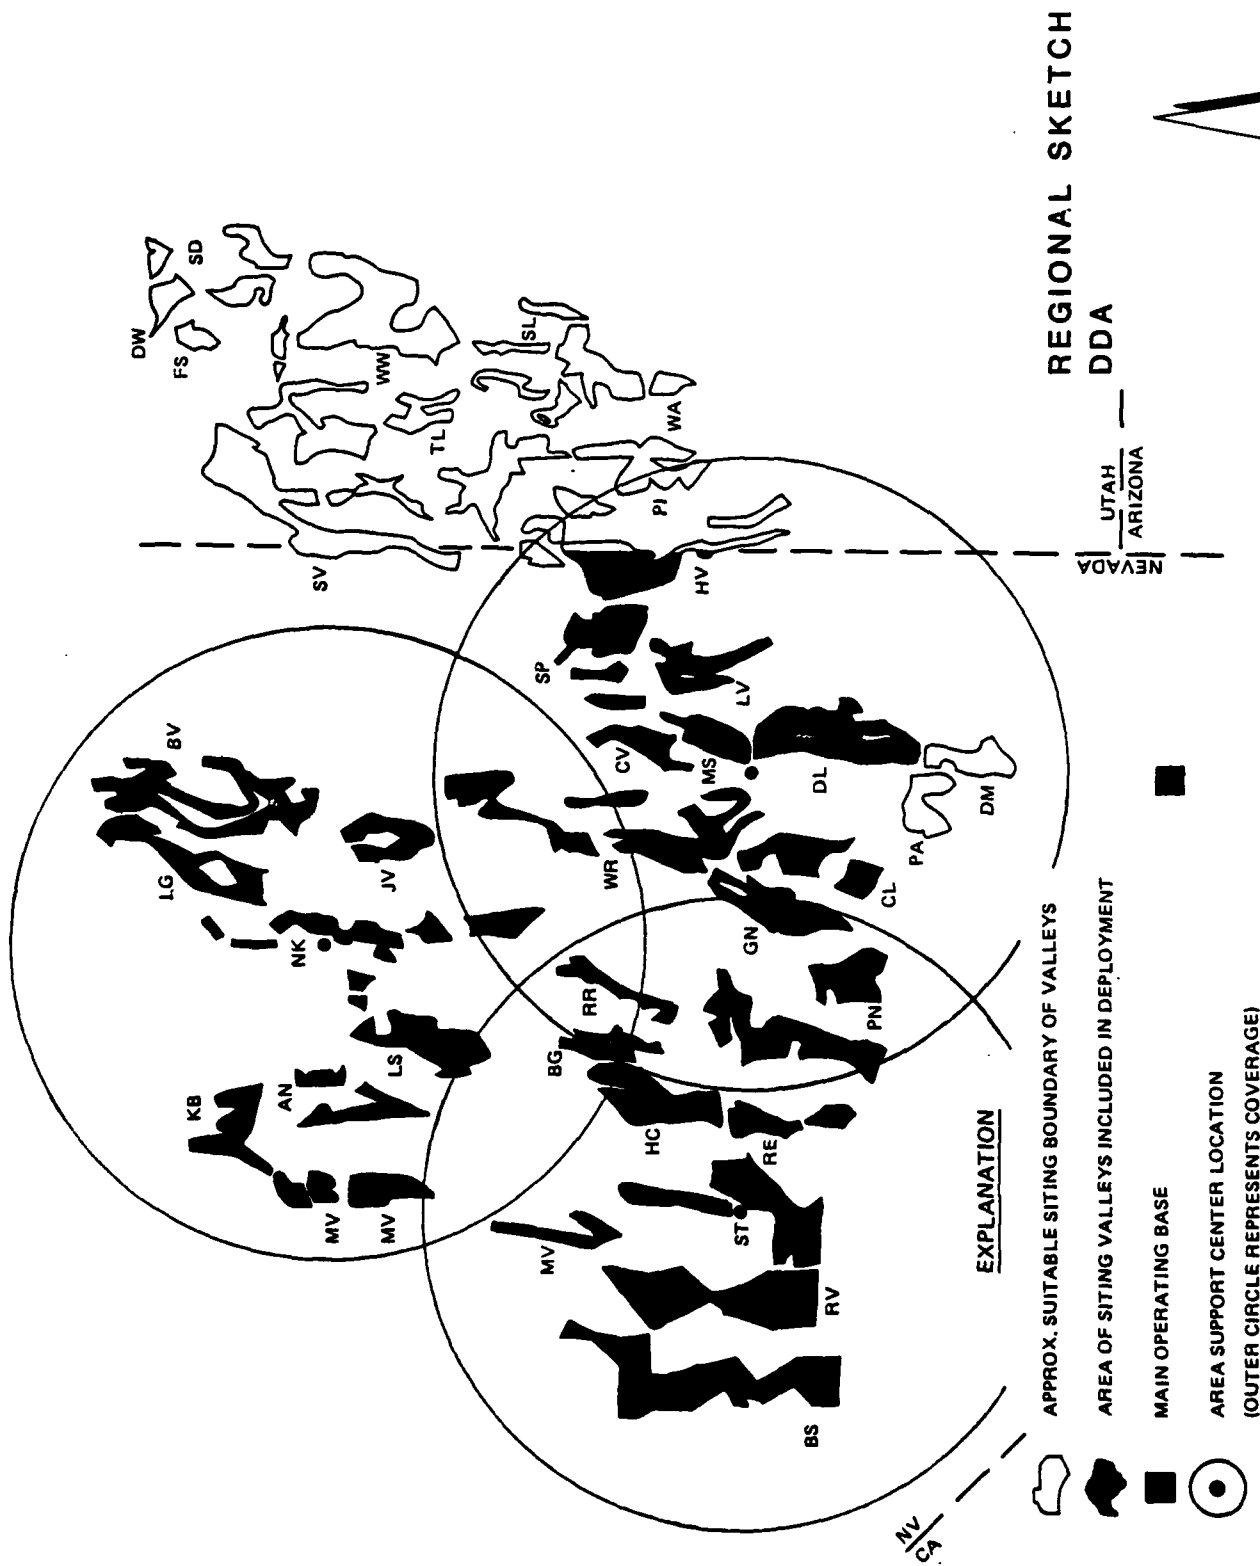 DW
LG
BV
FS
KB
SD
AN
NK
SV
MV
WW
MV
LS
JV
TL
SL
SP
MV
BG
RR
WR
CV
HC
PI
WA
HV
MS
ST
LV
GN
RE
BS
DL
RV
PN
CL
PA
NV
CA
DM
EXPLANATION
APPROX. SUITABLE SITING BOUNDARY OF VALLEYS
AREA OF SITING VALLEYS INCLUDED IN DEPLOYMENT
MAIN OPERATING BASE
AREA SUPPORT CENTER LOCATION
(OUTER CIRCLE REPRESENTS COVERAGE)
NEVADA
UTAH
ARIZONA
REGIONAL SKETCH
DDA